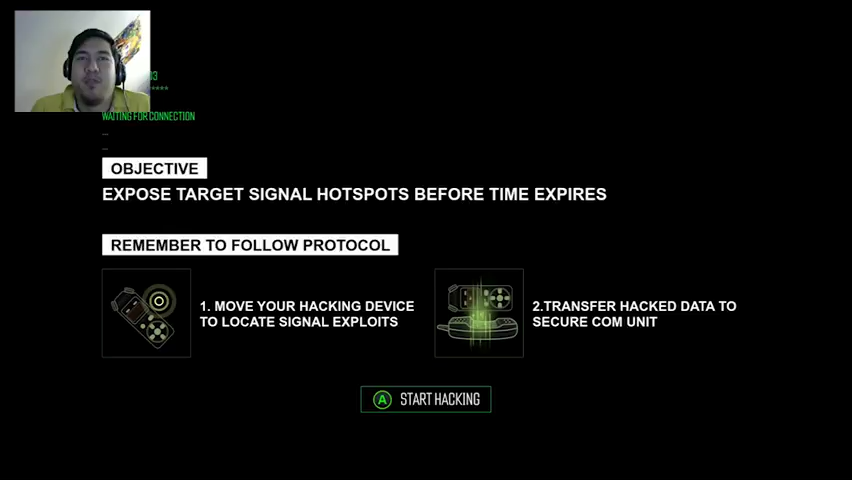 WAITING FOR CONNECTION
OBJECTIVE
EXPOSE TARGET SIGNAL HOTSPOTS BEFORE TIME EXPIRES
REMEMBER TO FOLLOW PROTOCOL
1. MOVE YOUR HACKING DEVICE
TO LOCATE SIGNAL EXPLOITS
2.TRANSFER HACKED DATA TO
SECURE COM UNIT
A START HACKING